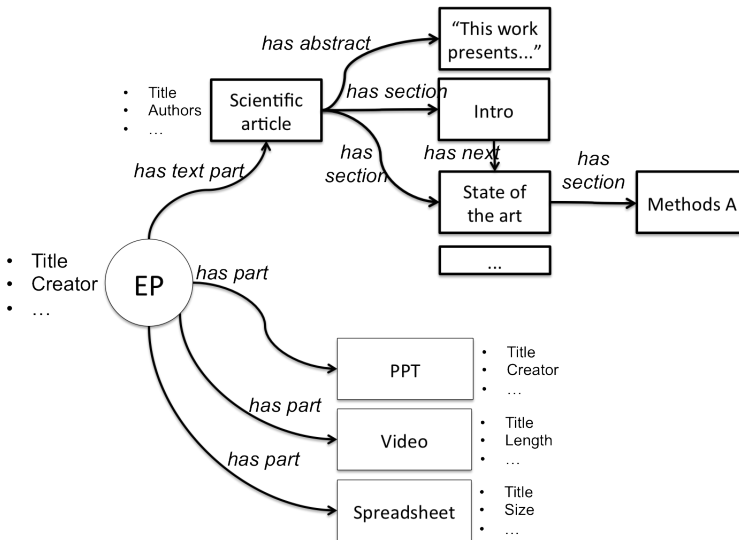 “This work
presents...”
has abstract
• Title
• Authors
• ...
Scientific
article
has section
Intro
has next
has
section
has text part
State of
the art
has
section
Methods A
...
• Title
• Creator
• ...
EP
has part
PPT
• Title
• Creator
• ...
has part
Video
• Title
• Length
• ...
has part
Spreadsheet
• Title
• Size
• ...